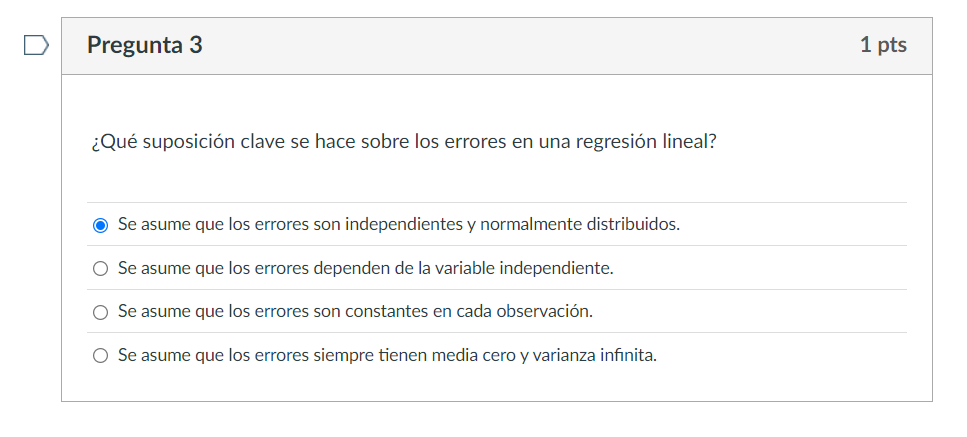 Pregunta 3
1 pts
¿Qué suposición clave se hace sobre los errores en una regresión lineal?
Se asume que los errores son independientes y normalmente distribuidos.
Se asume que los errores dependen de la variable independiente.
Se asume que los errores son constantes en cada observación.
Se asume que los errores siempre tienen media cero y varianza infinita.